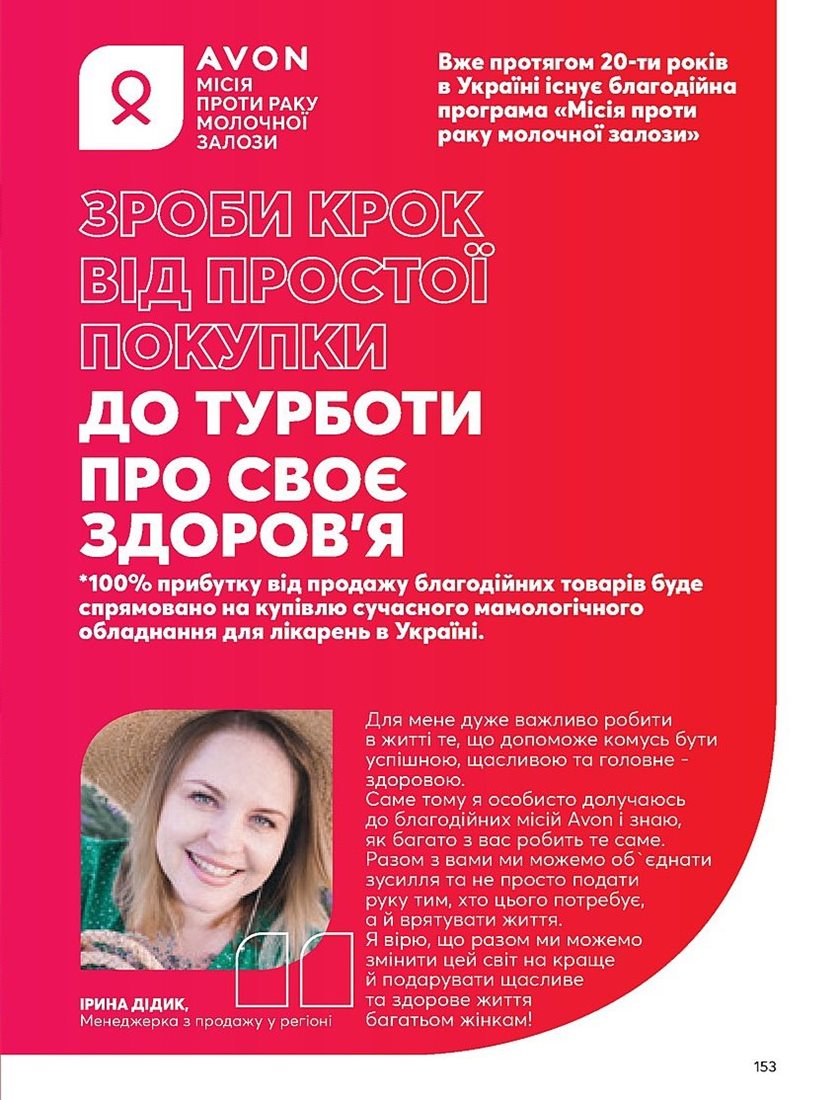 AVON
МІСІЯ
ПРОТИ РАКУ
МОЛОЧНОЇ
ЗАЛОЗИ
Вже протягом 20-ти років
в Україні існує благодійна
програма «Місія проти
раку молочної залози»
ЗРОБИ КРОК
ВІД ПРОСТОЇ
ПОКУПКИ
ДО ТУРБОТИ
ПРО СВОЄ
ЗДОРОВ'Я
*100% прибутку від продажу благодійних товарів буде
спрямовано на купівлю сучасного мамологічного
обладнання для лікарень в Україні.
Для мене дуже важливо робити
в житті те, що допоможе комусь бути
успішною, щасливою та головне -
здоровою.
Саме тому я особисто долучаюсь
до благодійних місій Avon і знаю,
як багато з вас робить те саме.
Разом з вами ми можемо об`єднати
зусилля та не просто подати
руку тим, хто цього потребує,
а й врятувати життя.
Я вірю, що разом ми можемо
змінити цей світ на краще
й подарувати щасливе
та здорове життя
багатьом жінкам!
ІРИНА ДІДИК,
Менеджерка з продажу у регіоні
153